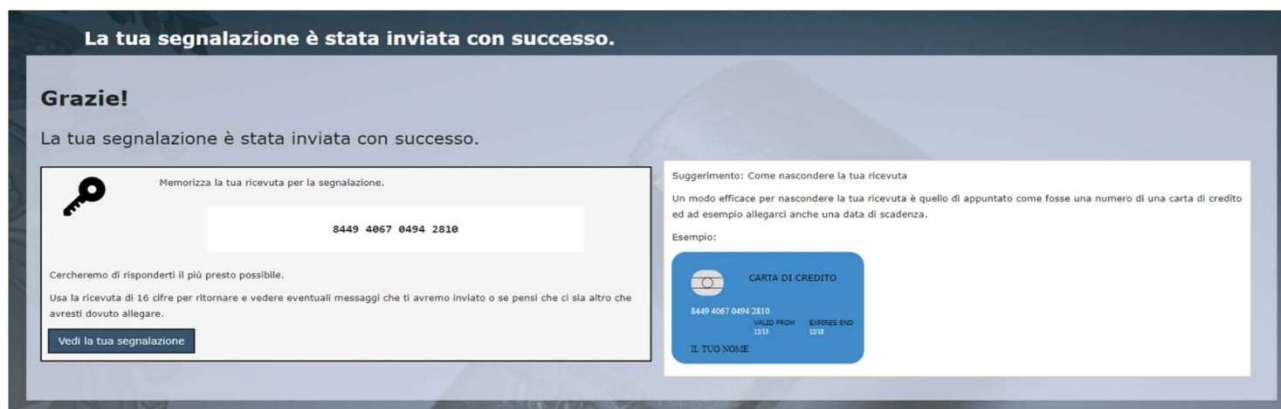 La tua segnalazione è stata inviata con successo.
Grazie!
La tua segnalazione è stata inviata con successo.
Memorizza la tua ricevuta per la segnalazione.
8449 4067 0494 2810
Cercheremo di risponderti il più presto possibile.
Usa la ricevuta di 16 cifre per ritornare e vedere eventuali messaggi che ti avremo inviato o se pensi che ci sia altro che
avresti dovuto allegare.
Vedi la tua segnalazione
Suggerimento: Come nascondere la tua ricevuta
Un modo efficace per nascondere la tua ricevuta è quello di appuntato come fosse una numero di una carta di credito
ed ad esempio allegarci anche una data di scadenza.
Esempio:
CARTA DI CREDITO
8449 4067 0494 2810
VALID FROM EXPIRES END
12/15 12/18
IL TUO NOME